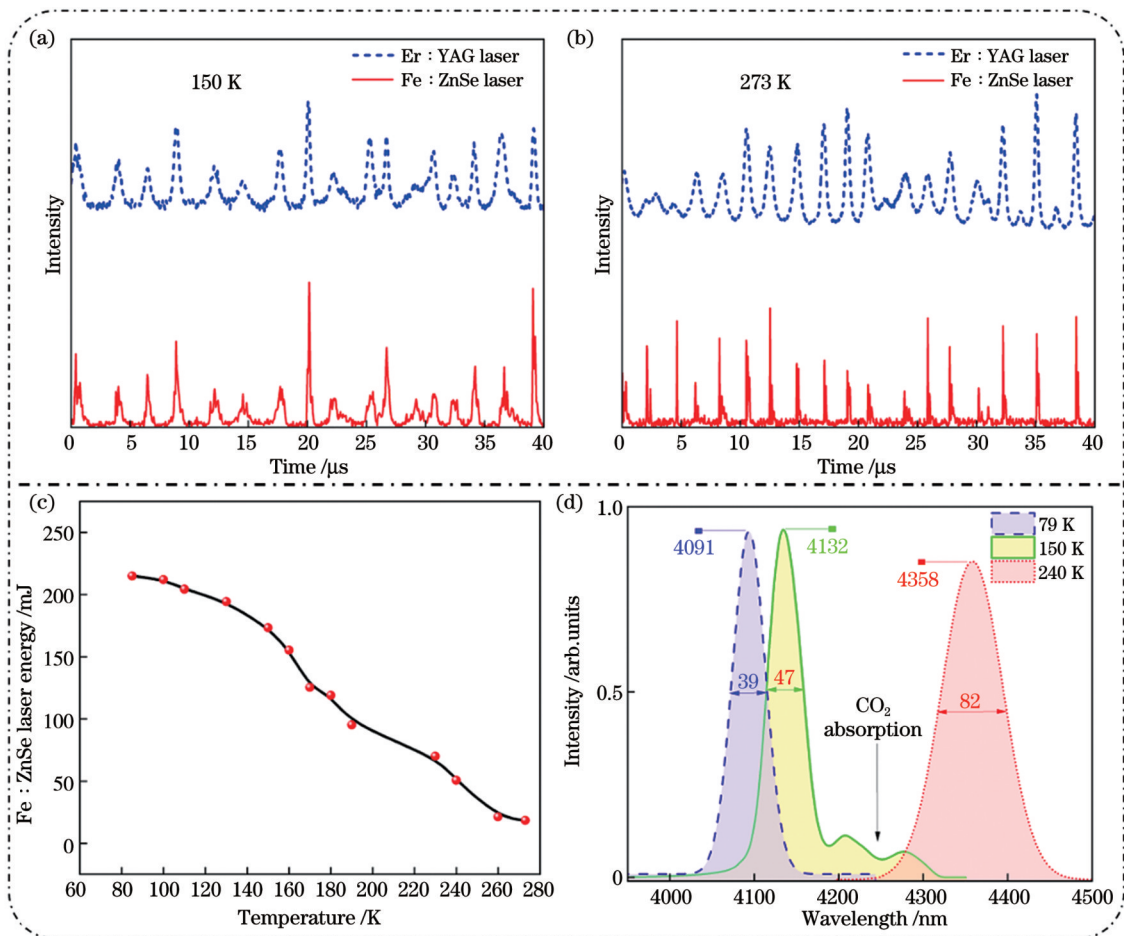 (a)
Er：YAG laser
Fe：ZnSe laser
150 K
Intensity
0 5 10 15 20 25 30 35 40
Time /μs
(b)
Er：YAG laser
Fe：ZnSe laser
273 K
Intensity
0 5 10 15 20 25 30 35 40
Time /μs
(c)
Fe：ZnSe laser energy /mJ
250
200
150
100
50
0
60 80 100 120 140 160 180 200 220 240 260 280
Temperature /K
(d)
Intensity /arb.units
1.0
0.5
0
4091
4132
4358
79 K
150 K
240 K
39
47
82
CO₂
absorption
4000 4100 4200 4300 4400 4500
Wavelength /nm